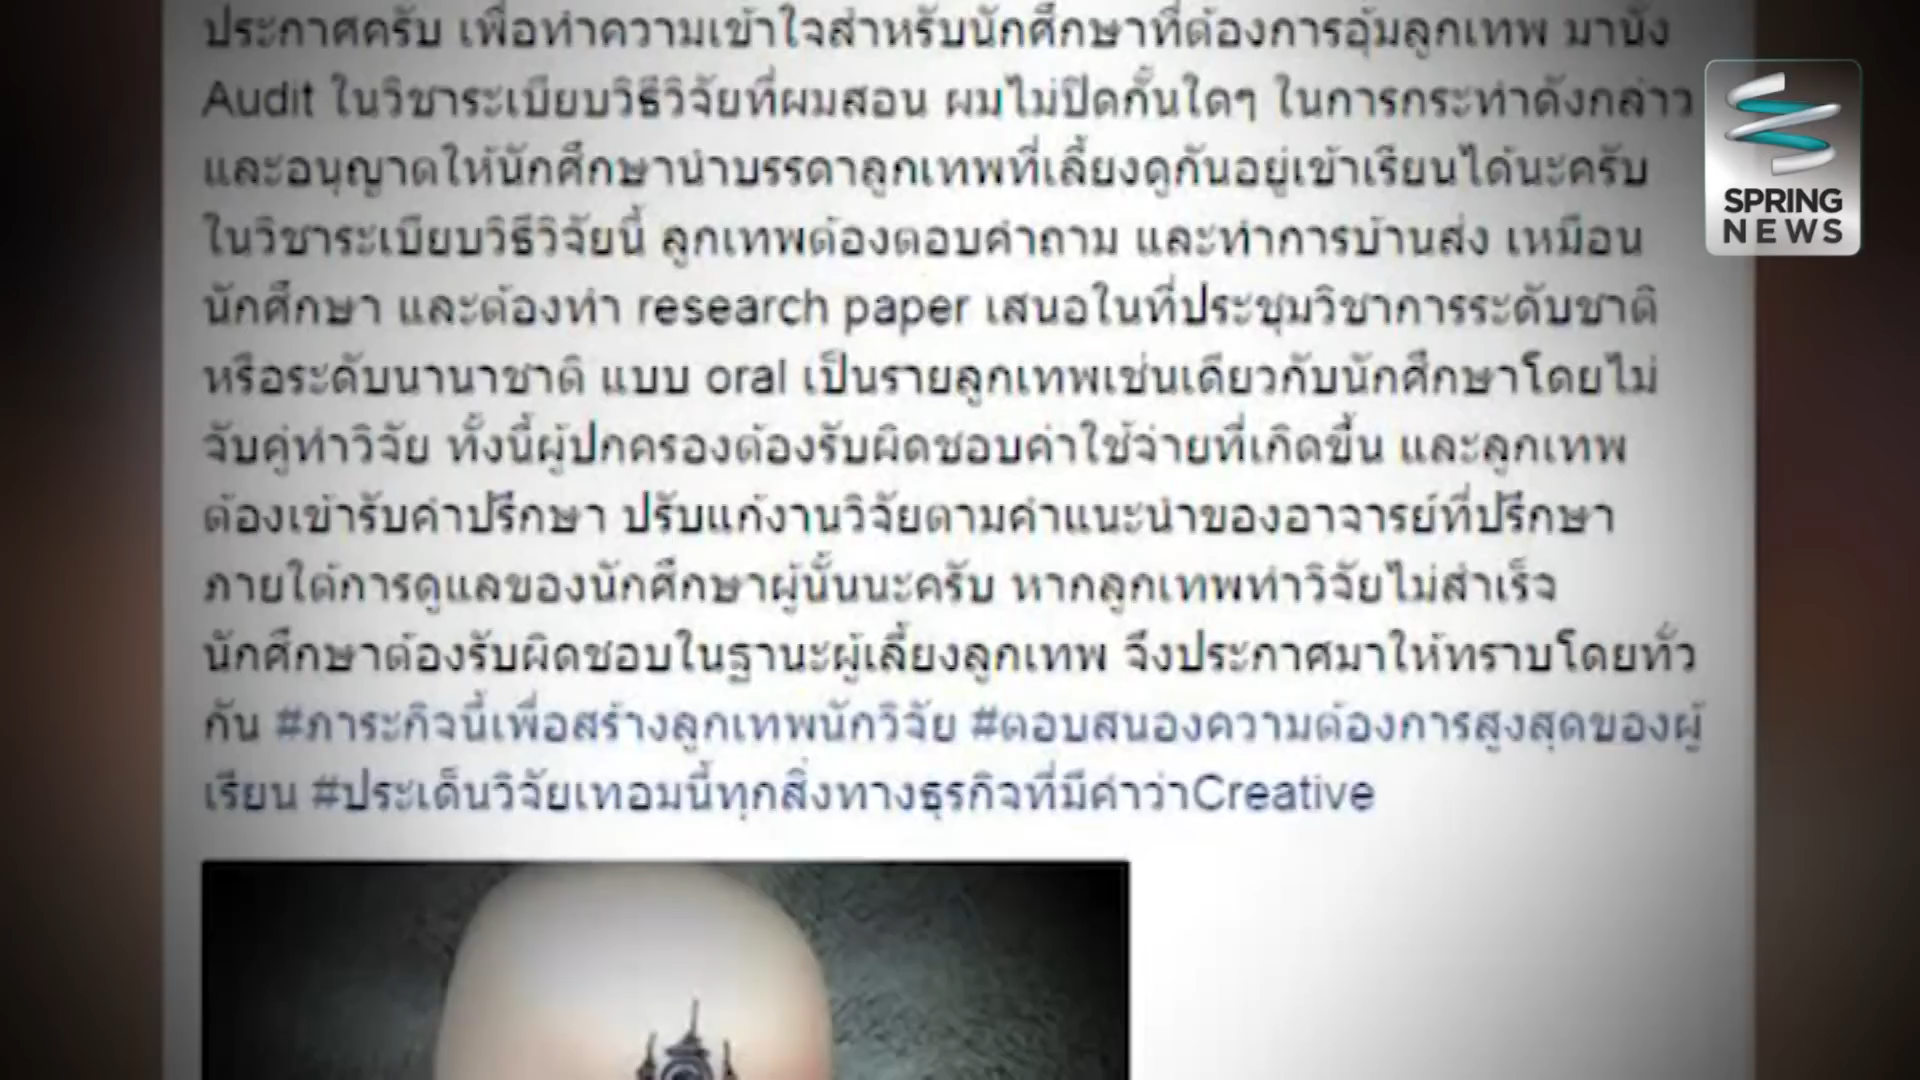 ประกาศครับ เพื่อทำความเข้าใจสำหรับนักศึกษาที่ต้องการอุ้มลูกเทพ มานั่ง
Audit ในวิชาระเบียบวิธีวิจัยที่ผมสอน ผมไม่ปิดกั้นใดๆ ในการกระทำดังกล่าว
และอนุญาตให้นักศึกษานำบรรดาลูกเทพที่เลี้ยงดูกันอยู่เข้าเรียนได้นะครับ
ในวิชาระเบียบวิธีวิจัยนี้ ลูกเทพต้องตอบคำถาม และทำการบ้านส่ง เหมือน
นักศึกษา และต้องทำ research paper เสนอในที่ประชุมวิชาการระดับชาติ
หรือระดับนานาชาติ แบบ oral เป็นรายลูกเทพเช่นเดียวกับนักศึกษาโดยไม่
จับคู่ทำวิจัย ทั้งนี้ผู้ปกครองต้องรับผิดชอบค่าใช้จ่ายที่เกิดขึ้น และลูกเทพ
ต้องเข้ารับคำปรึกษา ปรับแก้งานวิจัยตามคำแนะนำของอาจารย์ที่ปรึกษา
ภายใต้การดูแลของนักศึกษาผู้นั้นนะครับ หากลูกเทพทำวิจัยไม่สำเร็จ
นักศึกษาต้องรับผิดชอบในฐานะผู้เลี้ยงลูกเทพ จึงประกาศมาให้ทราบโดยทั่ว
กัน #ภาระกิจนี้เพื่อสร้างลูกเทพนักวิจัย #ตอบสนองความต้องการสูงสุดของผู้
เรียน #ประเด็นวิจัยเทอมนี้ทุกสิ่งทางธุรกิจที่มีคำว่าCreative
SPRING
NEWS